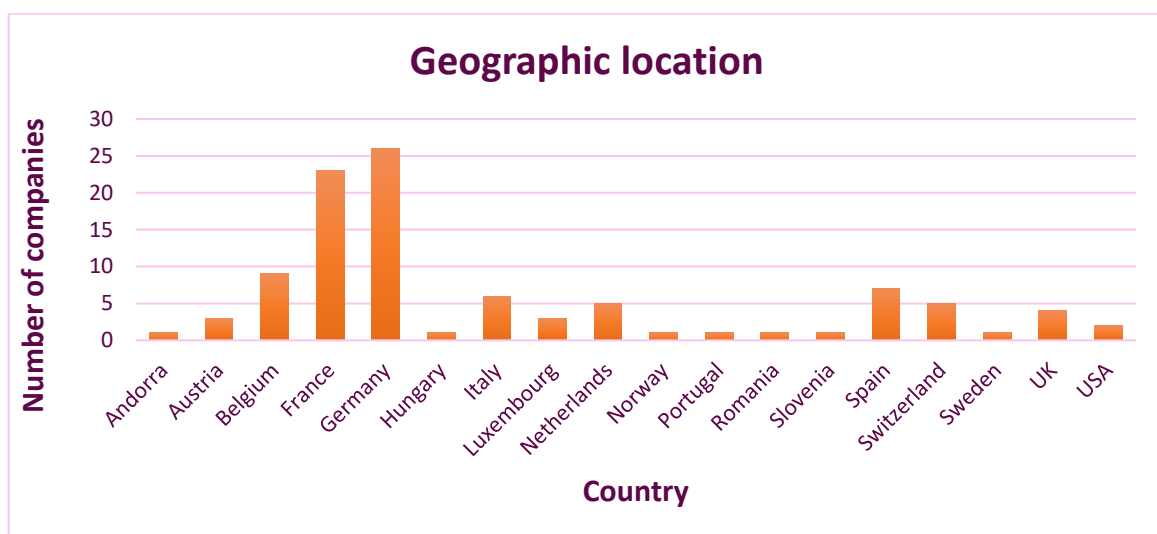 Geographic location
Number of companies
30
25
20
15
10
5
0
Andorra
Austria
Belgium
France
Germany
Hungary
Italy
Luxembourg
Netherlands
Norway
Portugal
Romania
Slovenia
Spain
Switzerland
Sweden
UK
USA
Country